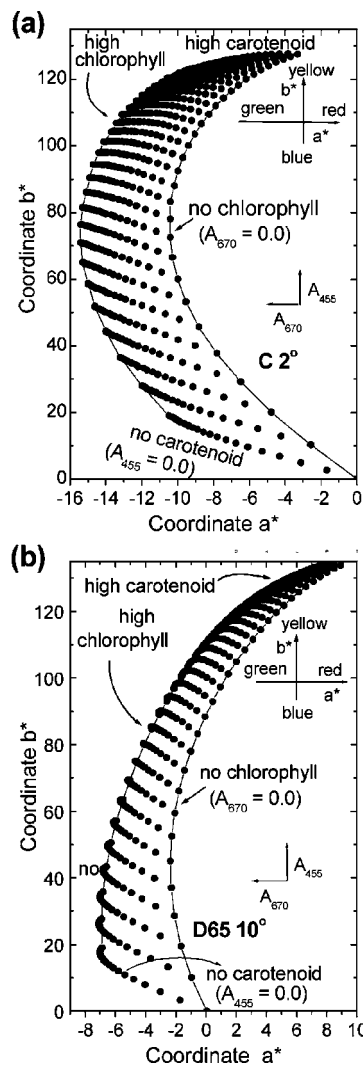 (a)
high chlorophyll
high carotenoid
yellow
b*
green
red
a*
blue
no chlorophyll
(A670 = 0.0)
A455
A670
C 2°
no carotenoid
(A455 = 0.0)
Coordinate b*
0
20
40
60
80
100
120
-16 -14 -12 -10 -8 -6 -4 -2 0
Coordinate a*
(b)
high carotenoid
high chlorophyll
yellow
b*
green
red
a*
blue
no chlorophyll
(A670 = 0.0)
no
A455
A670
D65 10°
no carotenoid
(A455 = 0.0)
Coordinate b*
0
20
40
60
80
100
120
-8 -6 -4 -2 0 2 4 6 8 10
Coordinate a*